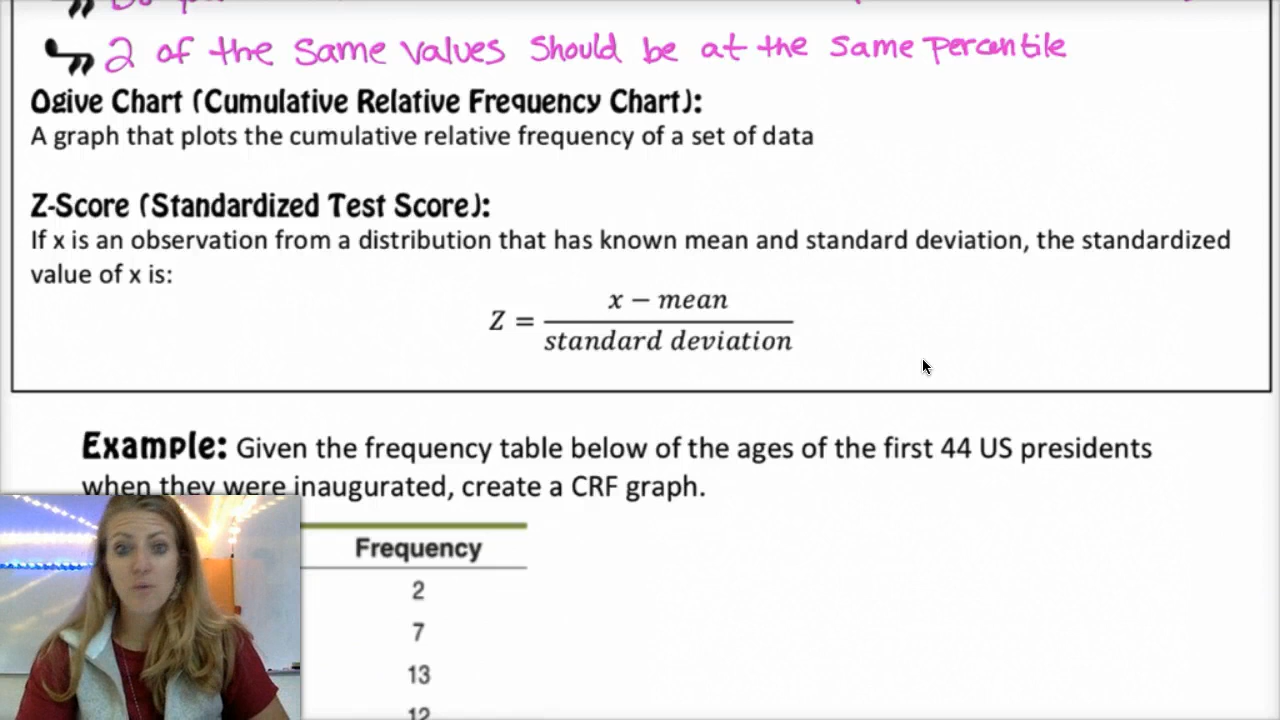 2 of the same values should be at the same percentile
Ogive Chart (Cumulative Relative Frequency Chart):
A graph that plots the cumulative relative frequency of a set of data
Z-Score (Standardized Test Score):
If x is an observation from a distribution that has known mean and standard deviation, the standardized
value of x is:
Z = x − mean
standard deviation
Example: Given the frequency table below of the ages of the first 44 US presidents
when they were inaugurated, create a CRF graph.
Frequency
2
7
13
12